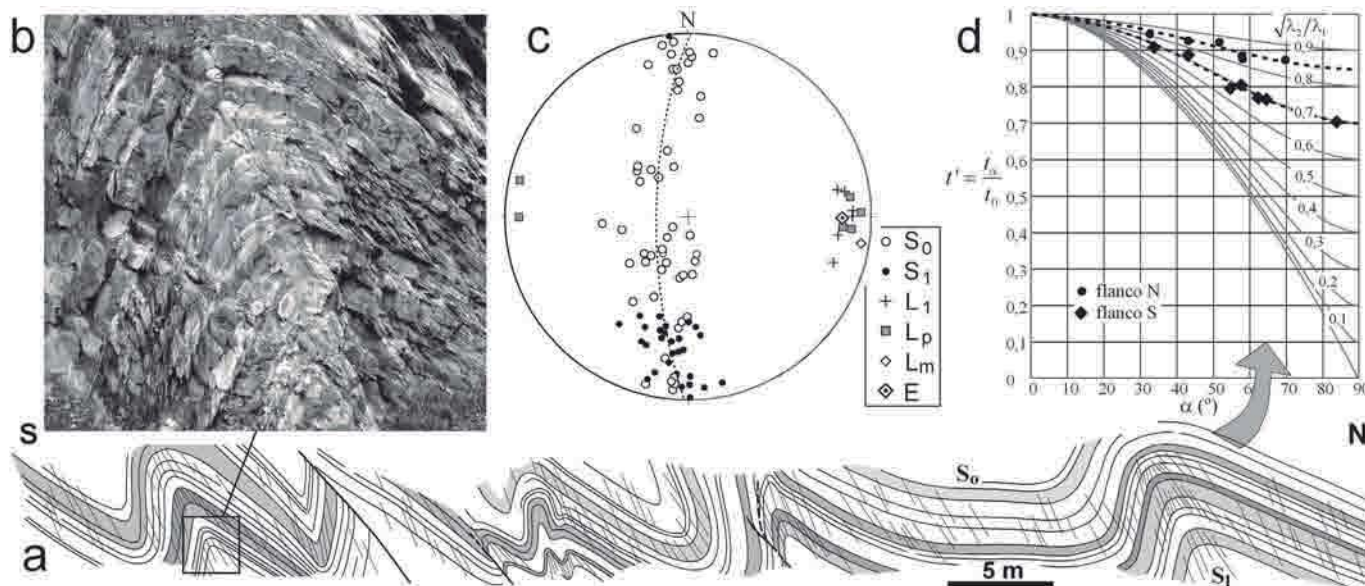 b
c
N
S₀
S₁
L₁
Lₚ
Lₘ
E
d
√λ₂/λ₁
1
0,9
0,8
0,7
0,6
0,5
0,4
0,3
0,2
0,1
0
t' = tα/t₀
0,9
0,8
0,7
0,6
0,5
0,4
0,3
0,2
0,1
flanco N
flanco S
0 10 20 30 40 50 60 70 80 90
α (º)
S
N
S₀
S₁
a
5 m